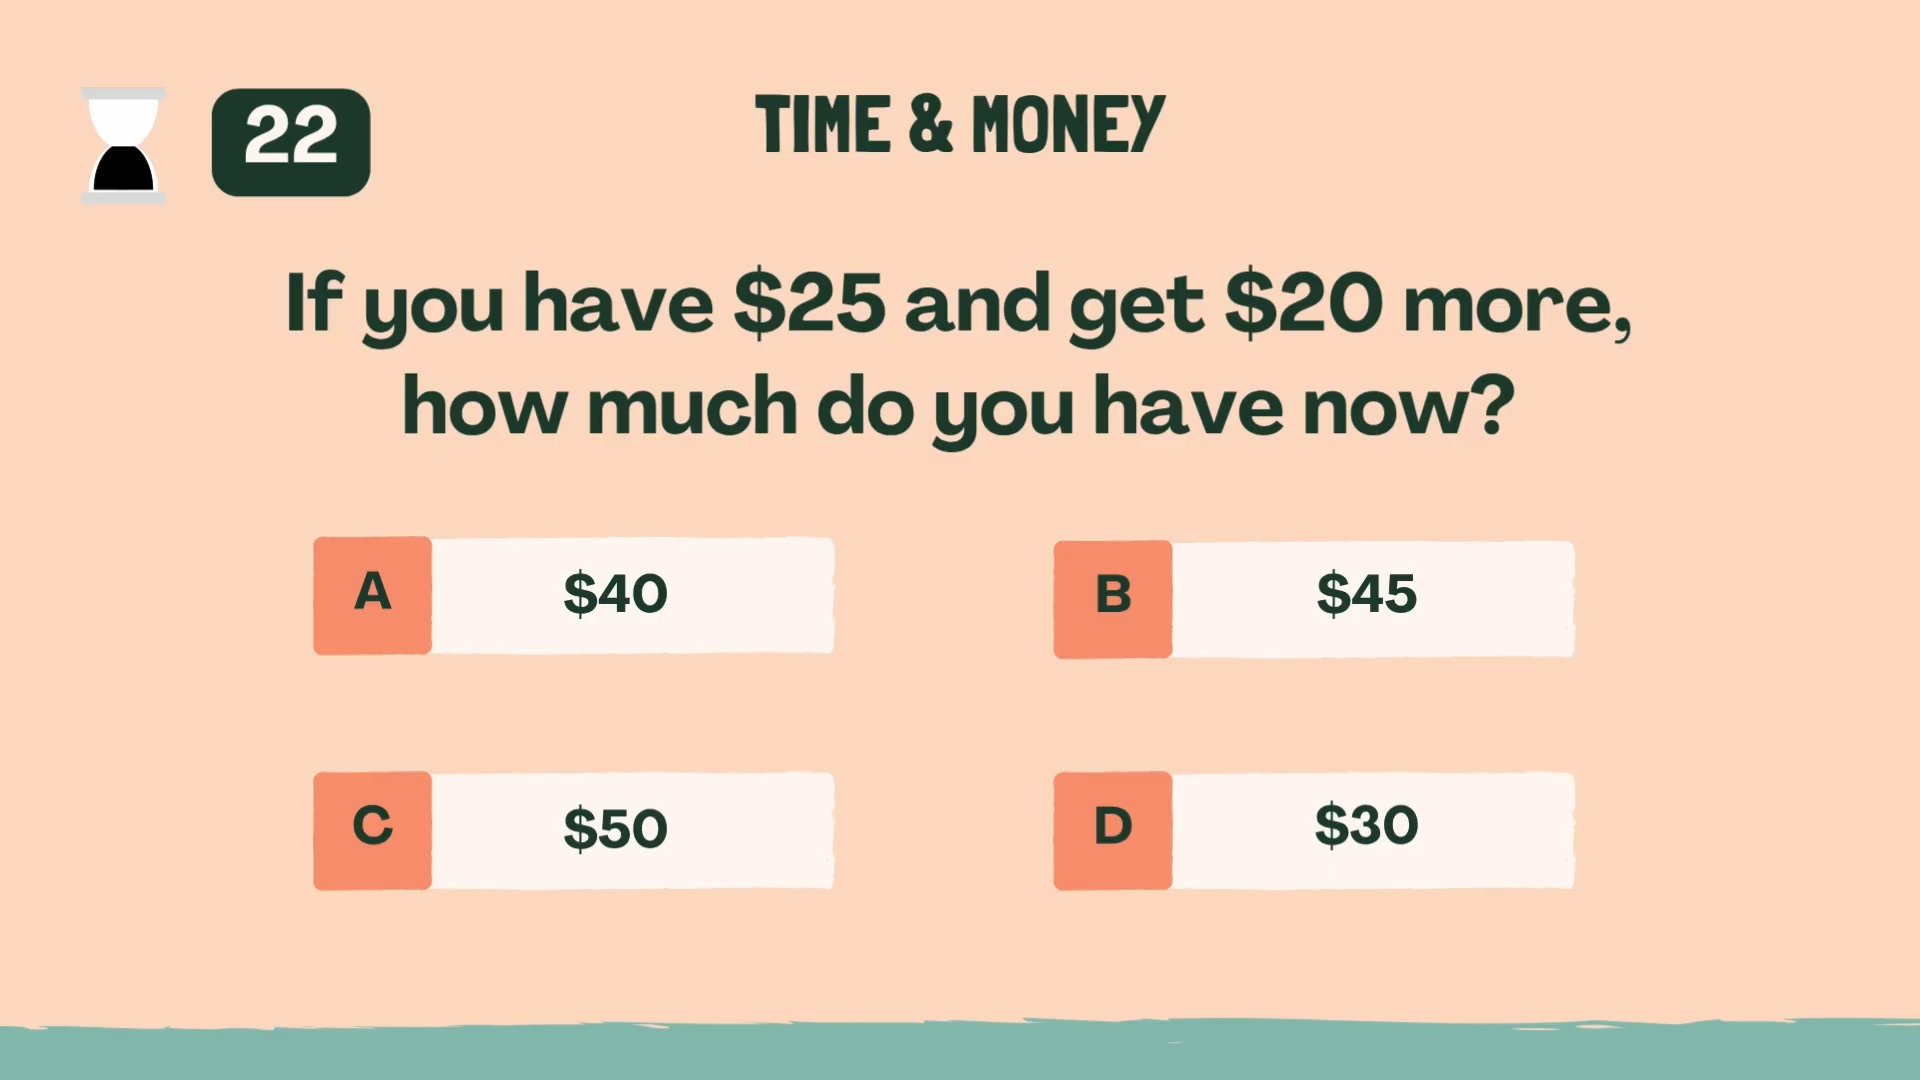 22
TIME & MONEY
If you have $25 and get $20 more,
how much do you have now?
A $40
B $45
C $50
D $30